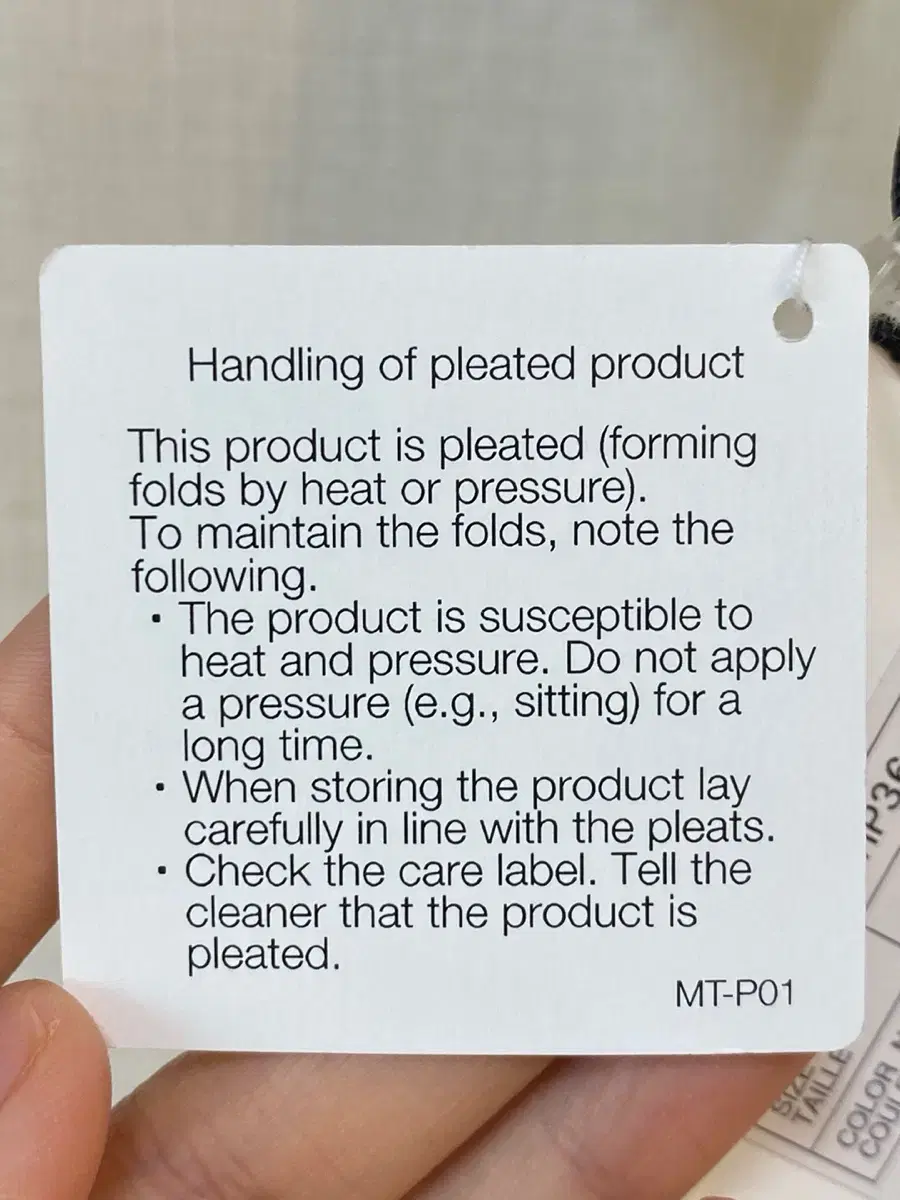 Handling of pleated product
This product is pleated (forming
folds by heat or pressure).
To maintain the folds, note the
following.
・The product is susceptible to
heat and pressure. Do not apply
a pressure (e.g., sitting) for a
long time.
・When storing the product lay
carefully in line with the pleats.
・Check the care label. Tell the
cleaner that the product is
pleated.
MT-P01
SIZE
TAILLE
COLOR